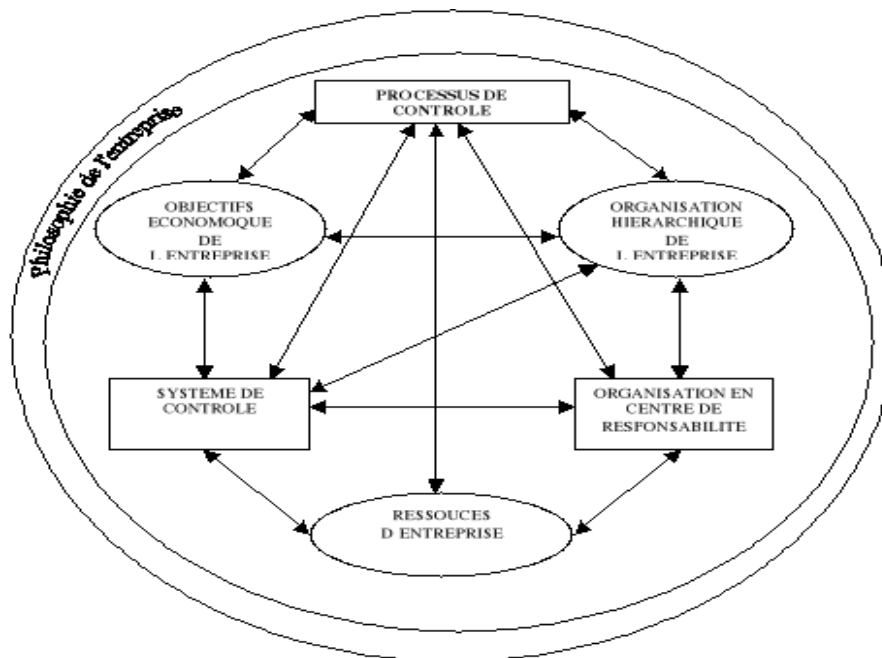 Philosophie de l'entreprise
PROCESSUS DE
CONTROLE
OBJECTIFS
ECONOMOQUE
DE
L ENTREPRISE
ORGANISATION
HIERARCHIQUE
DE
L ENTREPRISE
SYSTEME DE
CONTROLE
ORGANISATION EN
CENTRE DE
RESPONSABILITE
RESSOUCES
D ENTREPRISE